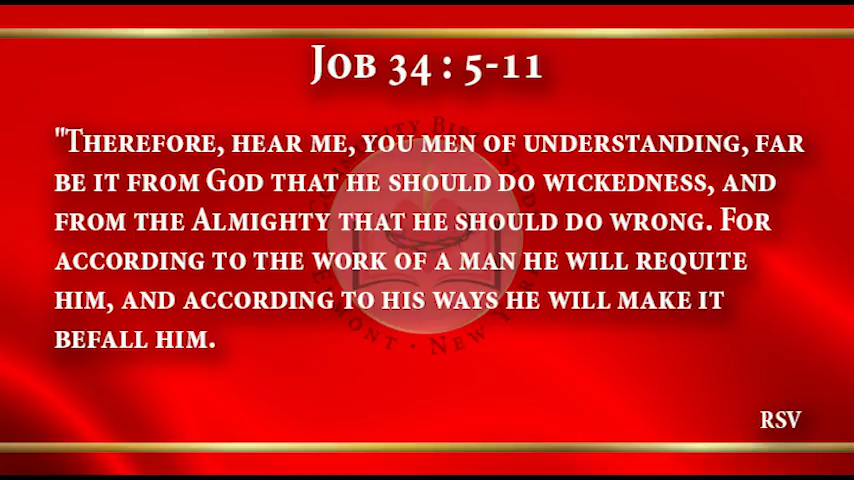 Job 34 : 5-11
"Therefore, hear me, you men of understanding, far
be it from God that he should do wickedness, and
from the Almighty that he should do wrong. For
according to the work of a man he will requite
him, and according to his ways he will make it
befall him.
New York
RSV